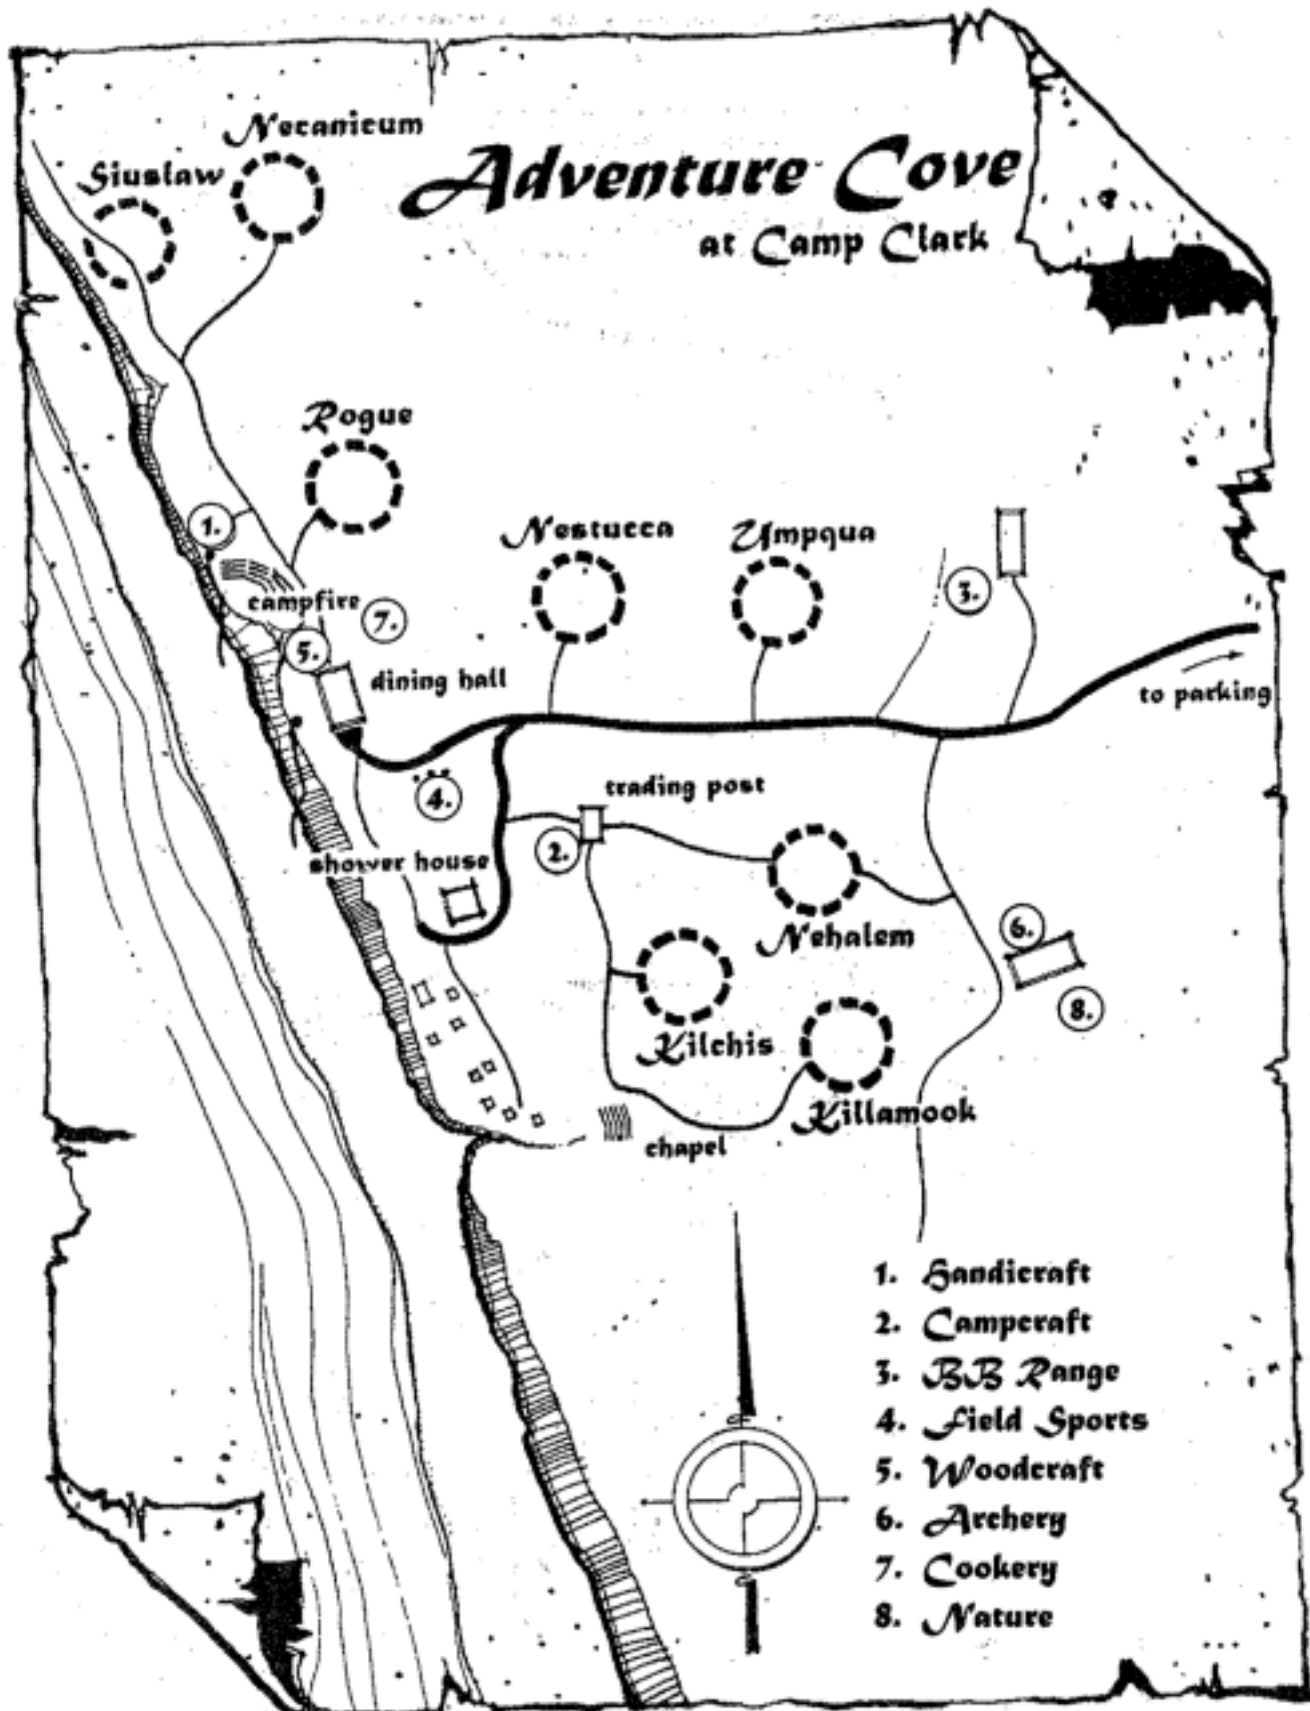 Adventure Cove
at Camp Clark
Necanicum
Siuslaw
Rogue
1.
Nestucca
Umpqua
3.
campfire
7.
5.
dining hall
to parking
4.
trading post
2.
shower house
Nehalem
6.
8.
Kilchis
Killamook
chapel
1. Handicraft
2. Campcraft
3. BB Range
4. Field Sports
5. Woodcraft
6. Archery
7. Cookery
8. Nature